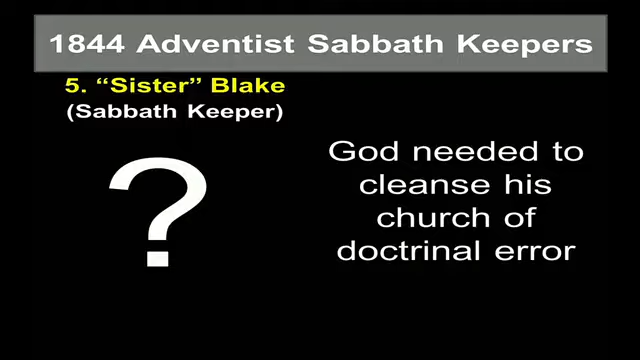 1844 Adventist Sabbath Keepers
5. “Sister” Blake
(Sabbath Keeper)
?
God needed to
cleanse his
church of
doctrinal error